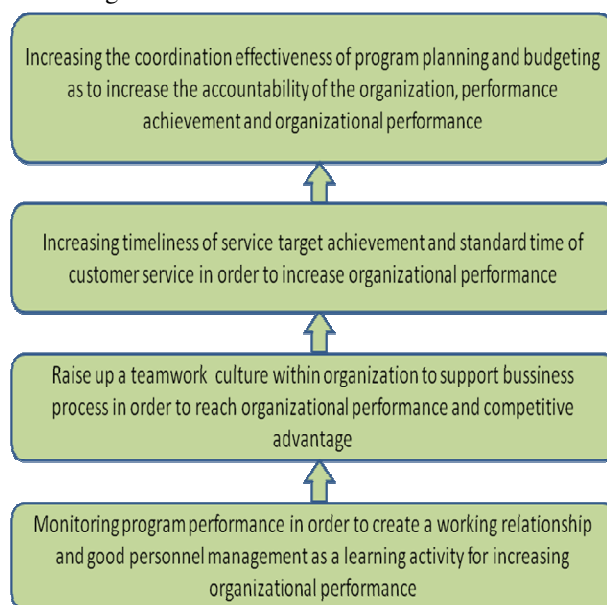 Increasing the coordination effectiveness of program planning and budgeting
as to increase the accountability of the organization, performance
achievement and organizational performance
Increasing timeliness of service target achievement and standard time of
customer service in order to increase organizational performance
Raise up a teamwork culture within organization to support bussiness
process in order to reach organizational performance and competitive
advantage
Monitoring program performance in order to create a working relationship
and good personnel management as a learning activity for increasing
organizational performance